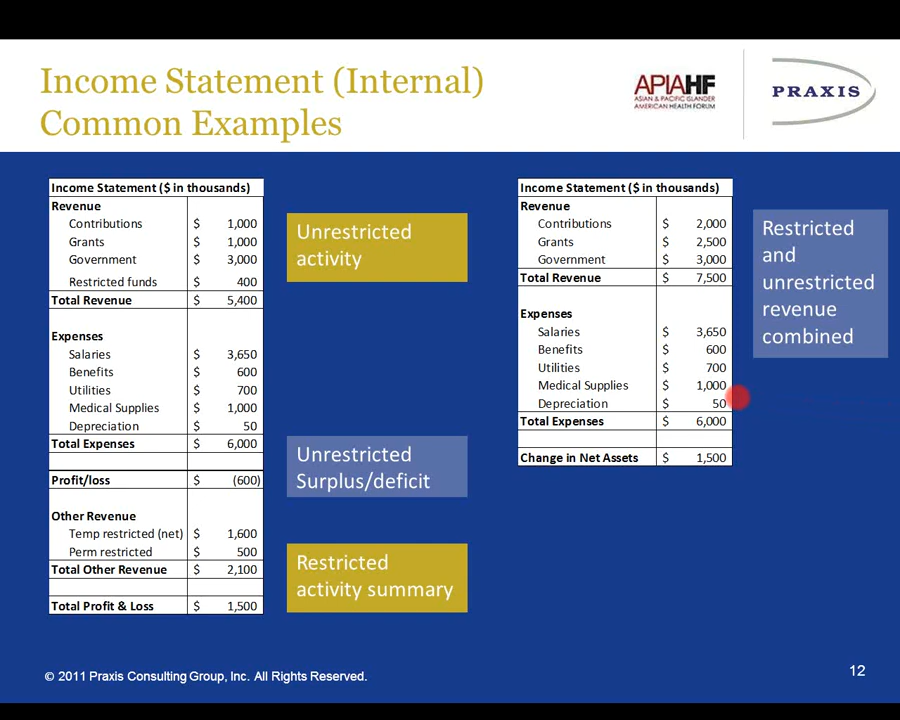 Income Statement (Internal)
Common Examples
APIAHF
ASIAN & PACIFIC ISLANDER
AMERICAN HEALTH FORUM
PRAXIS
Income Statement ($ in thousands)
Revenue
Contributions $ 1,000
Grants $ 1,000
Government $ 3,000
Restricted funds $ 400
Total Revenue $ 5,400
Expenses
Salaries $ 3,650
Benefits $ 600
Utilities $ 700
Medical Supplies $ 1,000
Depreciation $ 50
Total Expenses $ 6,000
Profit/loss $ (600)
Other Revenue
Temp restricted (net) $ 1,600
Perm restricted $ 500
Total Other Revenue $ 2,100
Total Profit & Loss $ 1,500
Unrestricted
activity
Unrestricted
Surplus/deficit
Restricted
activity summary
Income Statement ($ in thousands)
Revenue
Contributions $ 2,000
Grants $ 2,500
Government $ 3,000
Total Revenue $ 7,500
Expenses
Salaries $ 3,650
Benefits $ 600
Utilities $ 700
Medical Supplies $ 1,000
Depreciation $ 50
Total Expenses $ 6,000
Change in Net Assets $ 1,500
Restricted
and
unrestricted
revenue
combined
© 2011 Praxis Consulting Group, Inc. All Rights Reserved.
12